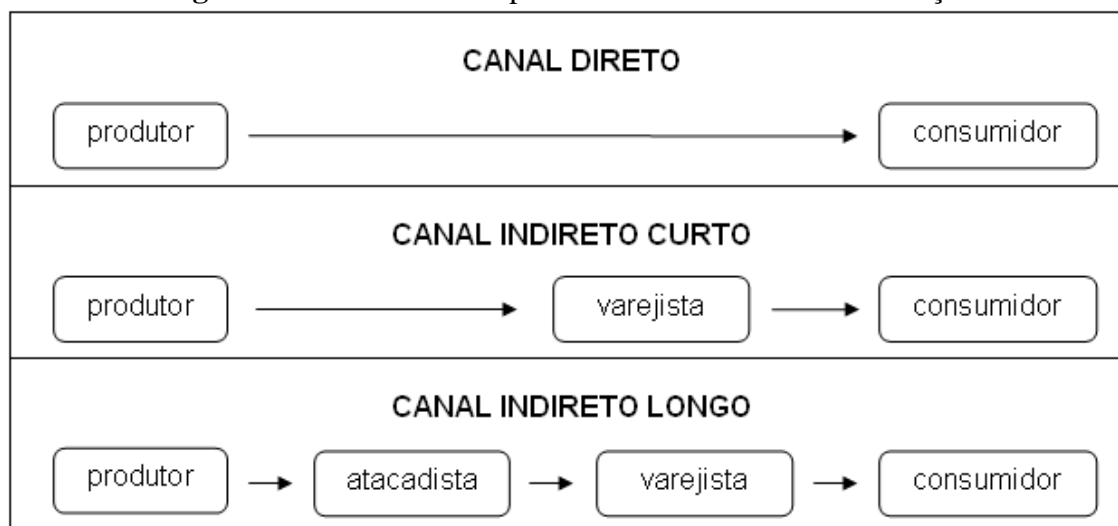 CANAL DIRETO
produtor consumidor
CANAL INDIRETO CURTO
produtor varejista consumidor
CANAL INDIRETO LONGO
produtor atacadista varejista consumidor